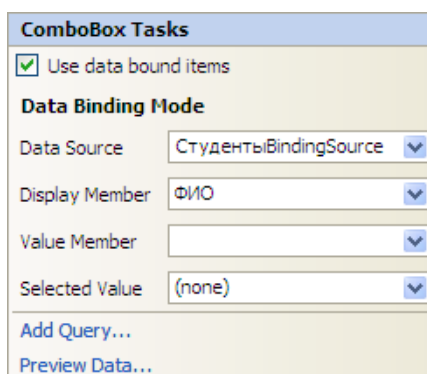 ComboBox Tasks
Use data bound items
Data Binding Mode
Data Source СтудентыBindingSource
Display Member ФИО
Value Member
Selected Value (none)
Add Query...
Preview Data...